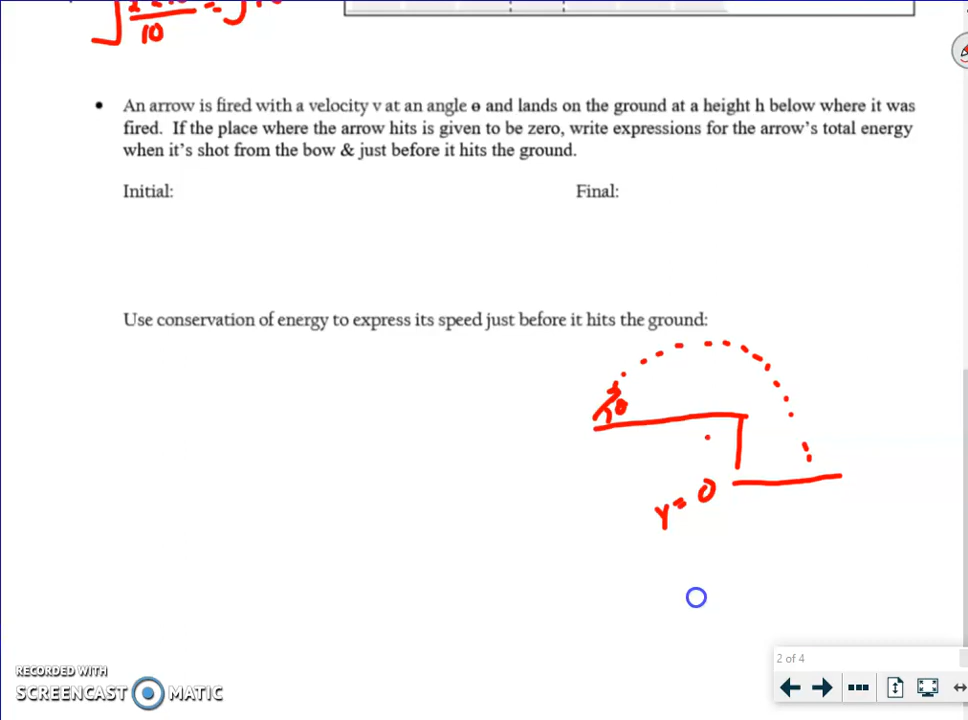 10
• An arrow is fired with a velocity v at an angle ɵ and lands on the ground at a height h below where it was
fired. If the place where the arrow hits is given to be zero, write expressions for the arrow's total energy
when it's shot from the bow & just before it hits the ground.
Initial: Final:
Use conservation of energy to express its speed just before it hits the ground:
θ
y = 0
2 of 4
RECORDED WITH
SCREENCAST MATIC